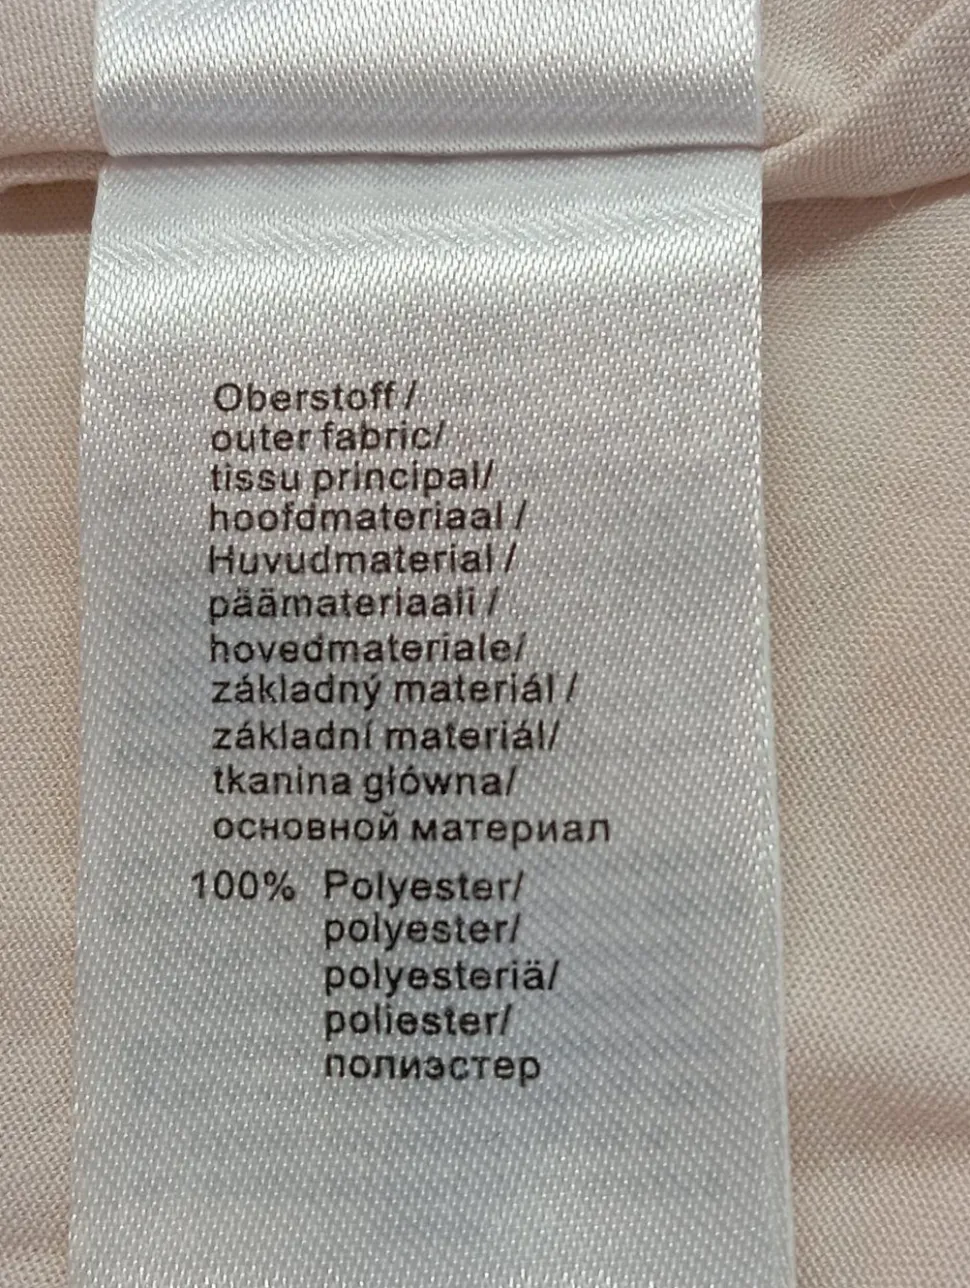 Oberstoff /
outer fabric/
tissu principal/
hoofdmateriaal /
Huvudmaterial /
päämateriaali /
hovedmateriale/
základný materiál /
základní materiál/
tkanina główna/
основной материал
100% Polyester/
polyester/
polyesteriä/
poliester/
полиэстер